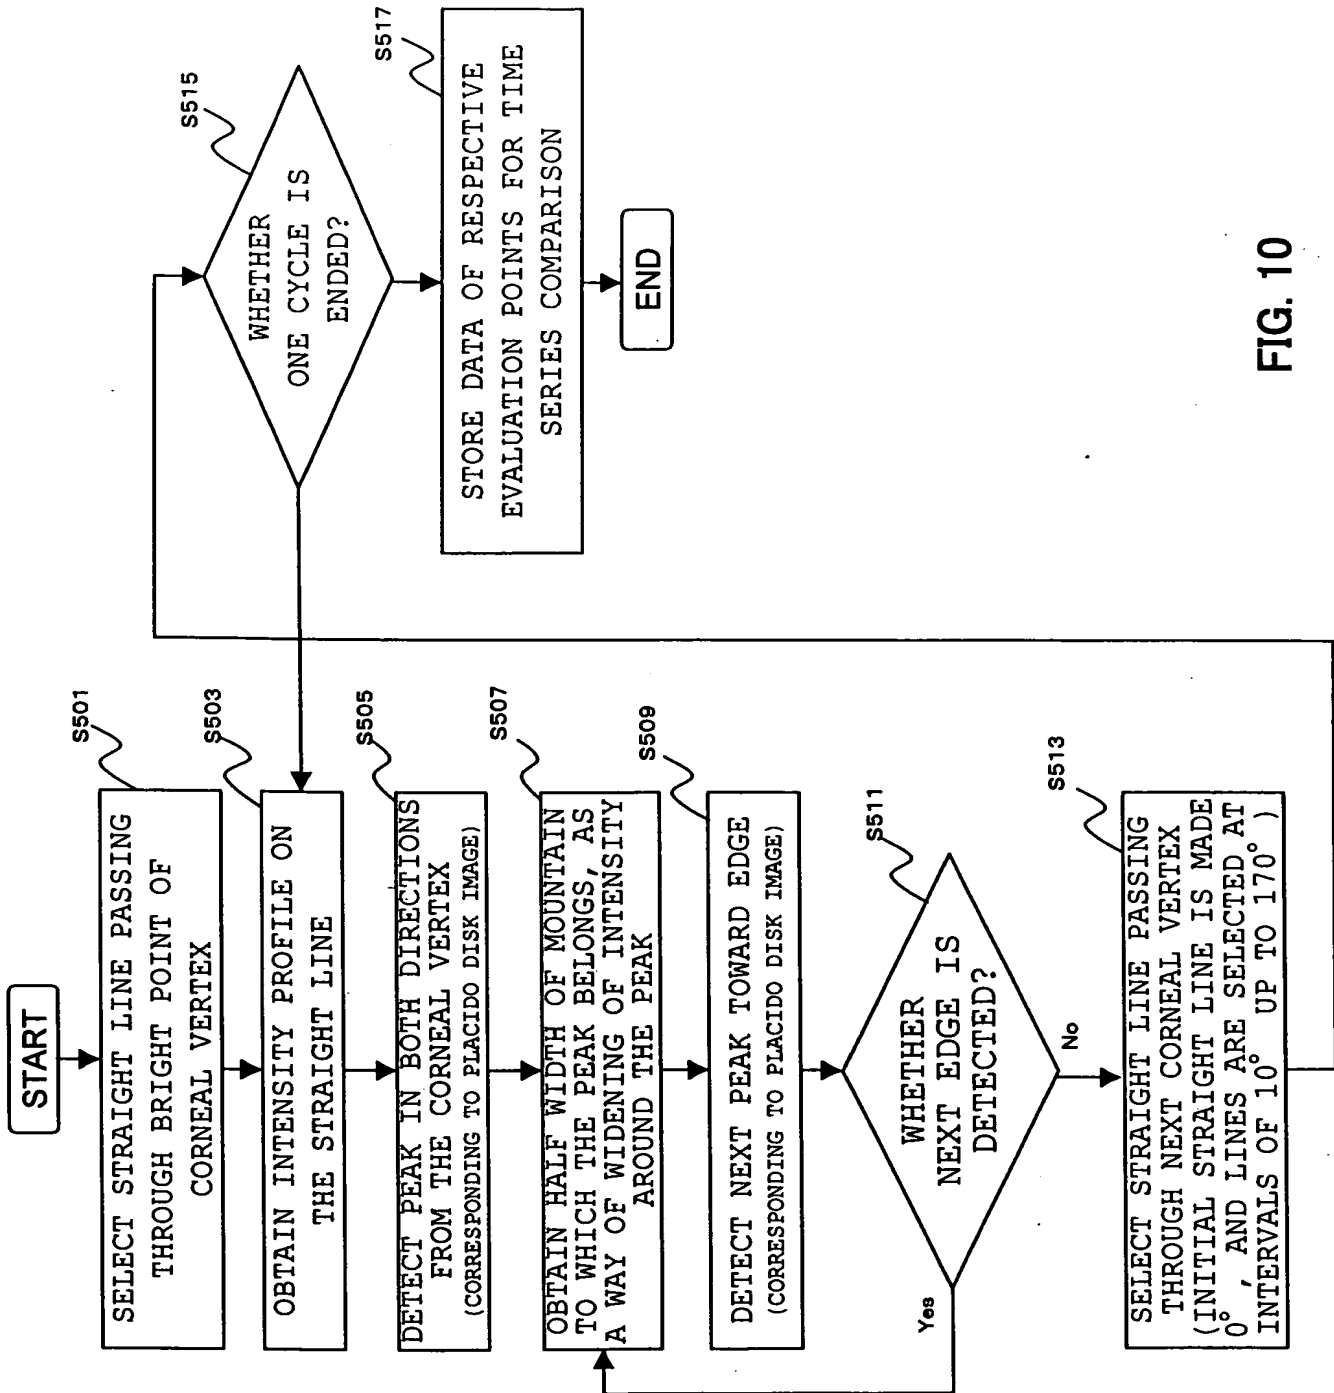 START
S501
SELECT STRAIGHT LINE PASSING
THROUGH BRIGHT POINT OF
CORNEAL VERTEX
S503
OBTAIN INTENSITY PROFILE ON
THE STRAIGHT LINE
S505
DETECT PEAK IN BOTH DIRECTIONS
FROM THE CORNEAL VERTEX
(CORRESPONDING TO PLACIDO DISK IMAGE)
S507
OBTAIN HALF WIDTH OF MOUNTAIN
TO WHICH THE PEAK BELONGS, AS
A WAY OF WIDENING OF INTENSITY
AROUND THE PEAK
S509
DETECT NEXT PEAK TOWARD EDGE
(CORRESPONDING TO PLACIDO DISK IMAGE)
S511
WHETHER
NEXT EDGE IS
DETECTED?
Yes
No
S513
SELECT STRAIGHT LINE PASSING
THROUGH NEXT CORNEAL VERTEX
(INITIAL STRAIGHT LINE IS MADE
0°, AND LINES ARE SELECTED AT
INTERVALS OF 10° UP TO 170°)
S515
WHETHER
ONE CYCLE IS
ENDED?
S517
STORE DATA OF RESPECTIVE
EVALUATION POINTS FOR TIME
SERIES COMPARISON
END
FIG. 10